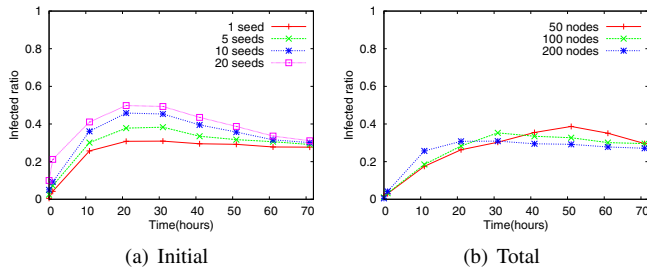 1 seed
5 seeds
10 seeds
20 seeds
1
0.8
0.6
0.4
0.2
0
Infected ratio
0 10 20 30 40 50 60 70
Time(hours)
(a) Initial
50 nodes
100 nodes
200 nodes
1
0.8
0.6
0.4
0.2
0
Infected ratio
0 10 20 30 40 50 60 70
Time(hours)
(b) Total